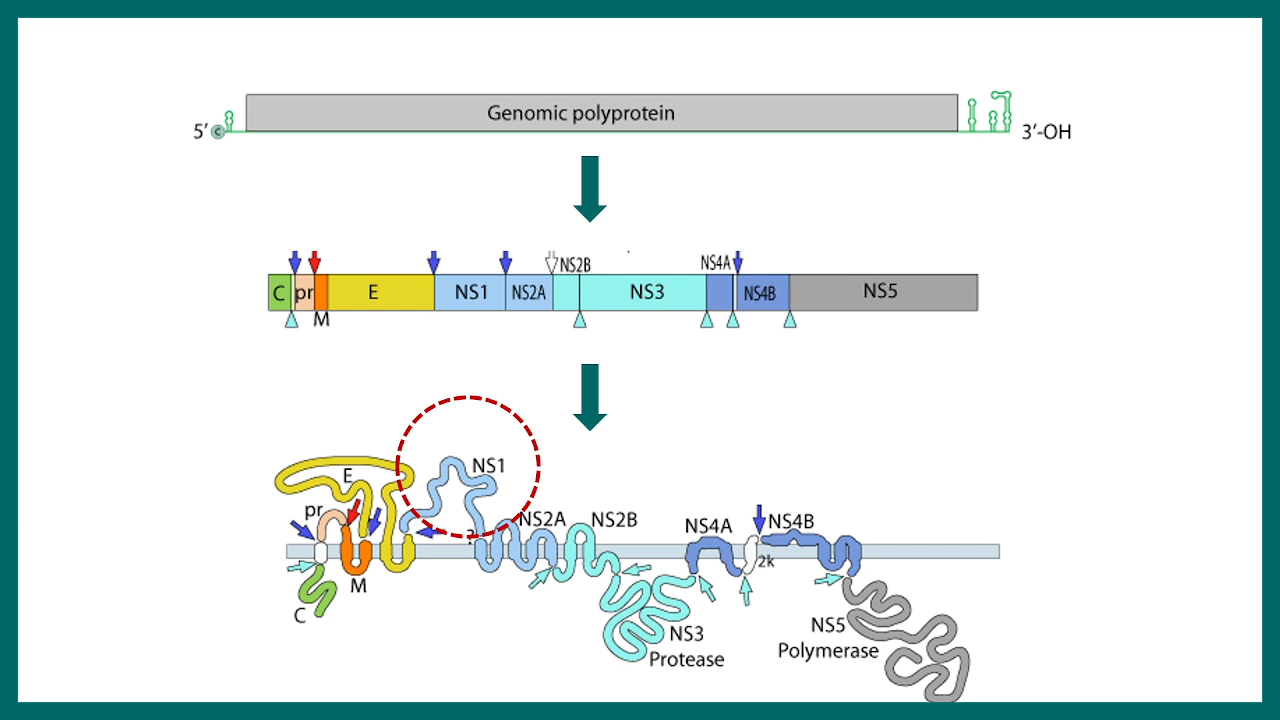 Genomic polyprotein
5′ C
3′-OH
NS2B
NS4A
C
pr
E
NS1
NS2A
NS3
NS4B
NS5
M
E
NS1
pr
NS2A
NS2B
NS4A
NS4B
?
2k
M
C
NS5
Polymerase
NS3
Protease